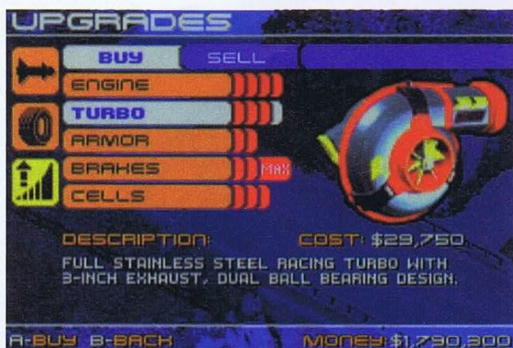 UPGRADES
BUY SELL
ENGINE
TURBO
ARMOR
BRAKES MAX
CELLS
DESCRIPTION: COST: $29,750
FULL STAINLESS STEEL RACING TURBO WITH
3-INCH EXHAUST, DUAL BALL BEARING DESIGN.
A-BUY B-BACK MONEY: $1,790,300